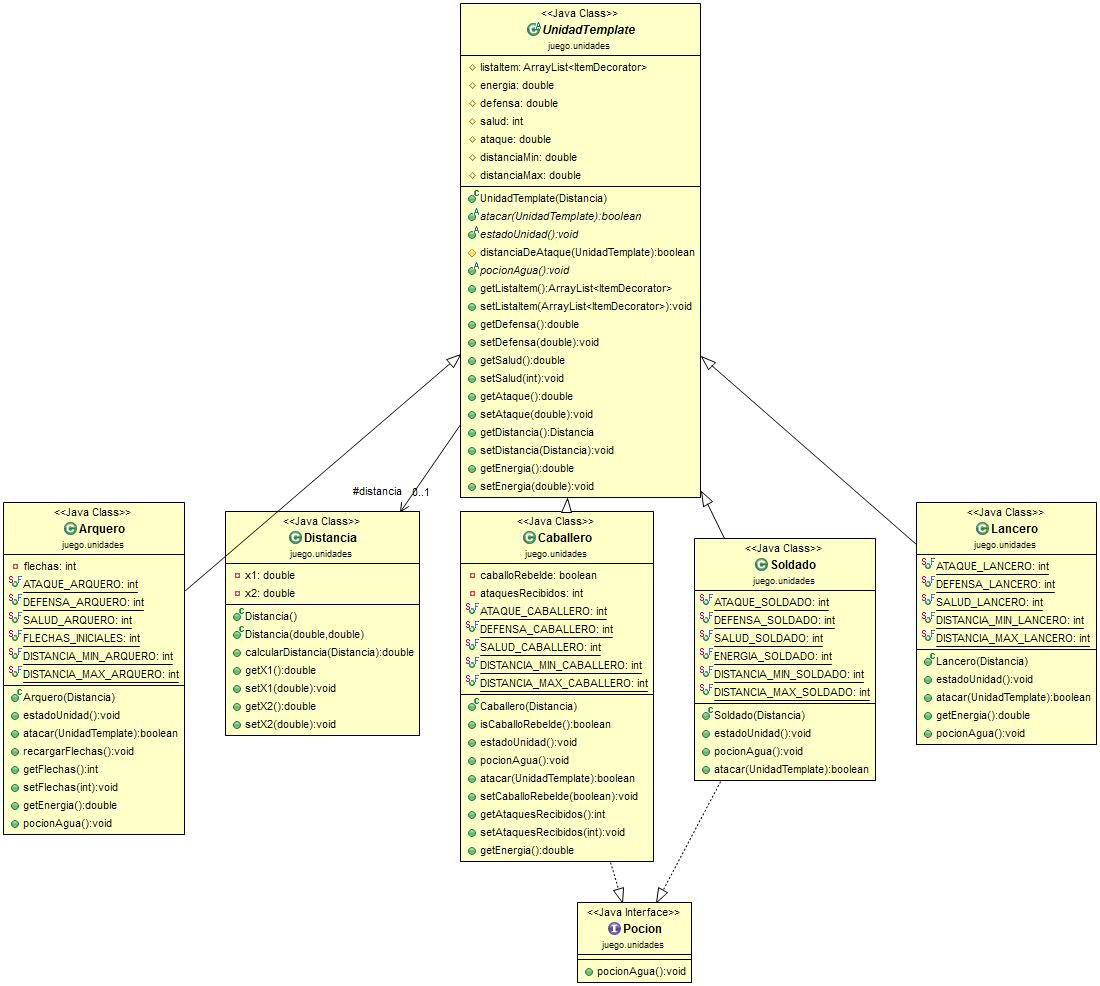 <<Java Class>>
UnidadTemplate
juego.unidades
listaItem: ArrayList<ItemDecorator>
energia: double
defensa: double
salud: int
ataque: double
distanciaMin: double
distanciaMax: double
UnidadTemplate(Distancia)
atacar(UnidadTemplate):boolean
estadoUnidad():void
distanciaDeAtaque(UnidadTemplate):boolean
pocionAgua():void
getListaItem():ArrayList<ItemDecorator>
setListaItem(ArrayList<ItemDecorator>):void
getDefensa():double
setDefensa(double):void
getSalud():double
setSalud(int):void
getAtaque():double
setAtaque(double):void
getDistancia():Distancia
setDistancia(Distancia):void
getEnergia():double
setEnergia(double):void
#distancia 0..1
<<Java Class>>
Arquero
juego.unidades
flechas: int
ATAQUE_ARQUERO: int
DEFENSA_ARQUERO: int
SALUD_ARQUERO: int
FLECHAS_INICIALES: int
DISTANCIA_MIN_ARQUERO: int
DISTANCIA_MAX_ARQUERO: int
Arquero(Distancia)
estadoUnidad():void
atacar(UnidadTemplate):boolean
recargarFlechas():void
getFlechas():int
setFlechas(int):void
getEnergia():double
pocionAgua():void
<<Java Class>>
Distancia
juego.unidades
x1: double
x2: double
Distancia()
Distancia(double,double)
calcularDistancia(Distancia):double
getX1():double
setX1(double):void
getX2():double
setX2(double):void
<<Java Class>>
Caballero
juego.unidades
caballoRebelde: boolean
ataquesRecibidos: int
ATAQUE_CABALLERO: int
DEFENSA_CABALLERO: int
SALUD_CABALLERO: int
DISTANCIA_MIN_CABALLERO: int
DISTANCIA_MAX_CABALLERO: int
Caballero(Distancia)
isCaballoRebelde():boolean
estadoUnidad():void
pocionAgua():void
atacar(UnidadTemplate):boolean
setCaballoRebelde(boolean):void
getAtaquesRecibidos():int
setAtaquesRecibidos(int):void
getEnergia():double
<<Java Class>>
Soldado
juego.unidades
ATAQUE_SOLDADO: int
DEFENSA_SOLDADO: int
SALUD_SOLDADO: int
ENERGIA_SOLDADO: int
DISTANCIA_MIN_SOLDADO: int
DISTANCIA_MAX_SOLDADO: int
Soldado(Distancia)
estadoUnidad():void
pocionAgua():void
atacar(UnidadTemplate):boolean
<<Java Class>>
Lancero
juego.unidades
ATAQUE_LANCERO: int
DEFENSA_LANCERO: int
SALUD_LANCERO: int
DISTANCIA_MIN_LANCERO: int
DISTANCIA_MAX_LANCERO: int
Lancero(Distancia)
estadoUnidad():void
atacar(UnidadTemplate):boolean
getEnergia():double
pocionAgua():void
<<Java Interface>>
Pocion
juego.unidades
pocionAgua():void